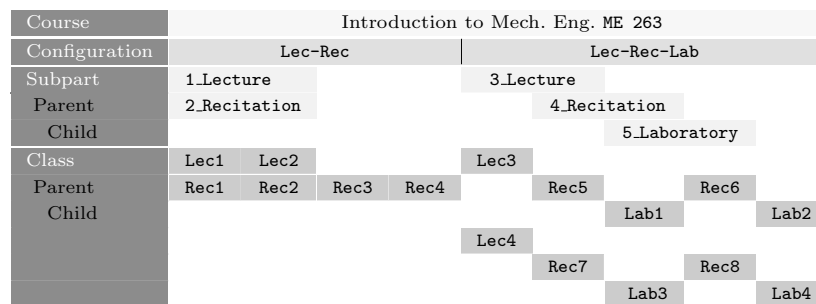 Course Introduction to Mech. Eng. ME 263
Configuration Lec-Rec Lec-Rec-Lab
Subpart 1_Lecture 3_Lecture
Parent 2_Recitation 4_Recitation
Child 5_Laboratory
Class Lec1 Lec2 Lec3
Parent Rec1 Rec2 Rec3 Rec4 Rec5 Rec6
Child Lab1 Lab2
Lec4
Rec7 Rec8
Lab3 Lab4